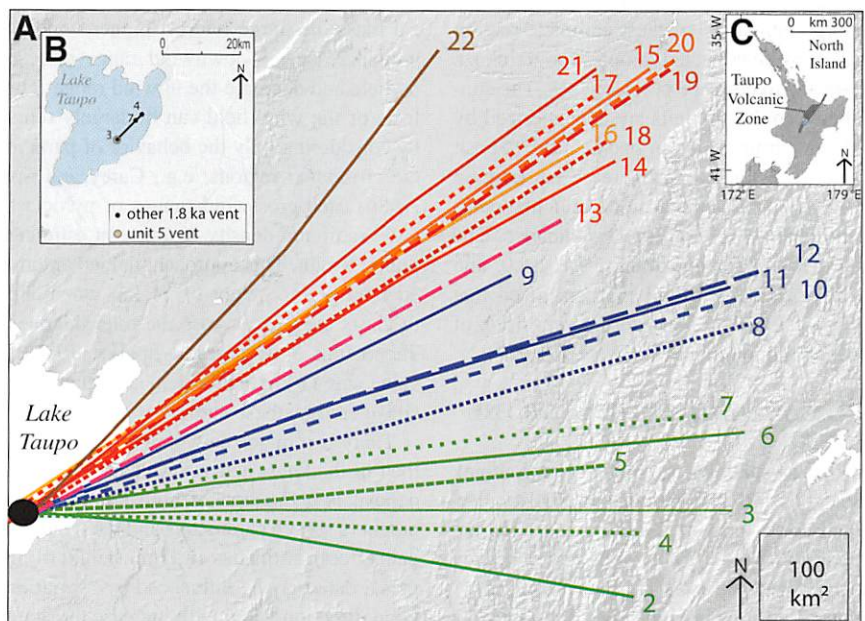 A
B
0 20km
N
Lake
Taupo
4
7
3
other 1.8 ka vent
unit 5 vent
C
0 km 300
35°
41°W
North
Island
Taupo
Volcanic
Zone
N
172°E
179°E
22
21
17
15
20
19
16
18
14
13
9
12
11
10
8
7
6
5
3
4
2
Lake
Taupo
N
100
km²